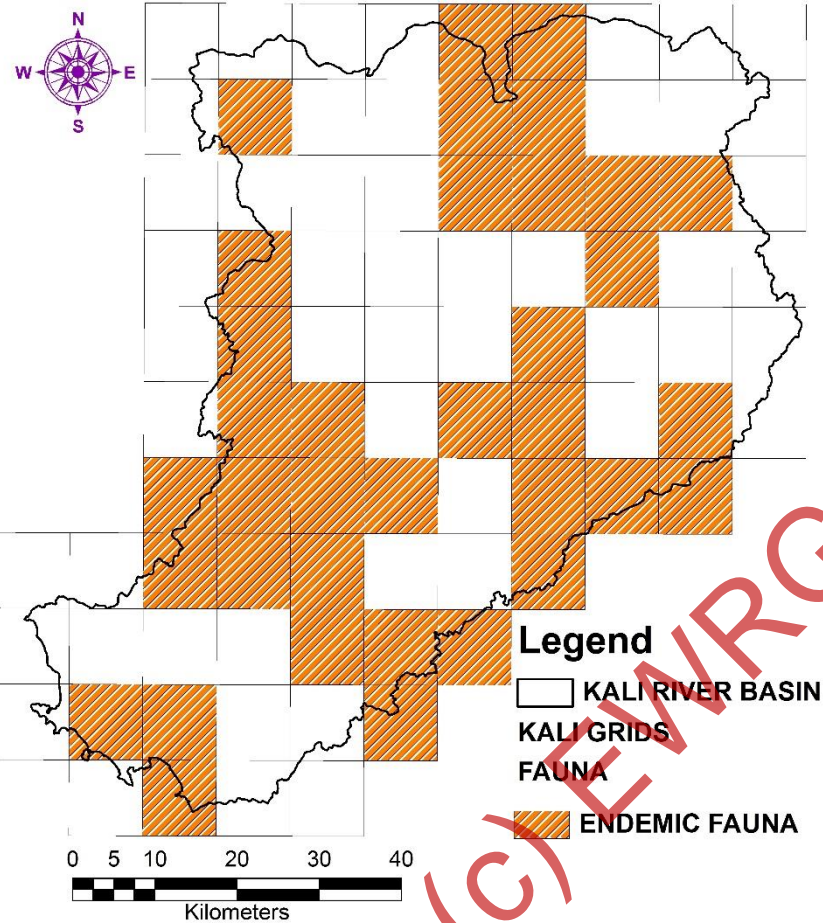 N
W E
S
Legend
KALI RIVER BASIN
KALI GRIDS
FAUNA
ENDEMIC FAUNA
0 5 10 20 30 40
Kilometers
(c) EWRG